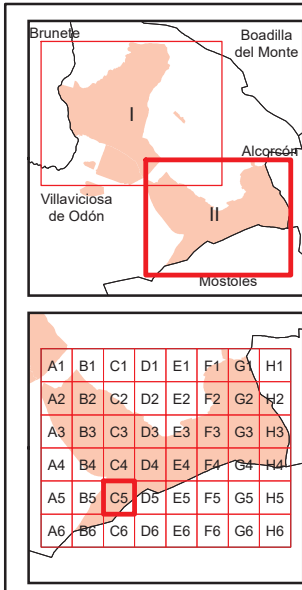 Brunete
Boadilla
del Monte
I
Alcorcón
Villaviciosa
de Odón
II
Mostoles
A1 B1 C1 D1 E1 F1 G1 H1
A2 B2 C2 D2 E2 F2 G2 H2
A3 B3 C3 D3 E3 F3 G3 H3
A4 B4 C4 D4 E4 F4 G4 H4
A5 B5 C5 D5 E5 F5 G5 H5
A6 B6 C6 D6 E6 F6 G6 H6